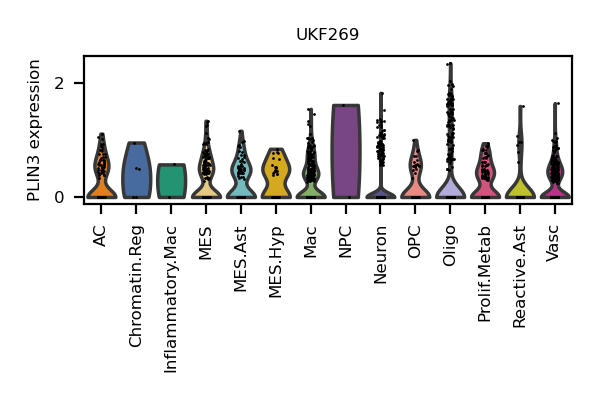 UKF269
PLIN3 expression
2
0
AC
Chromatin.Reg
Inflammatory.Mac
MES
MES.Ast
MES.Hyp
Mac
NPC
Neuron
OPC
Oligo
Prolif.Metab
Reactive.Ast
Vasc